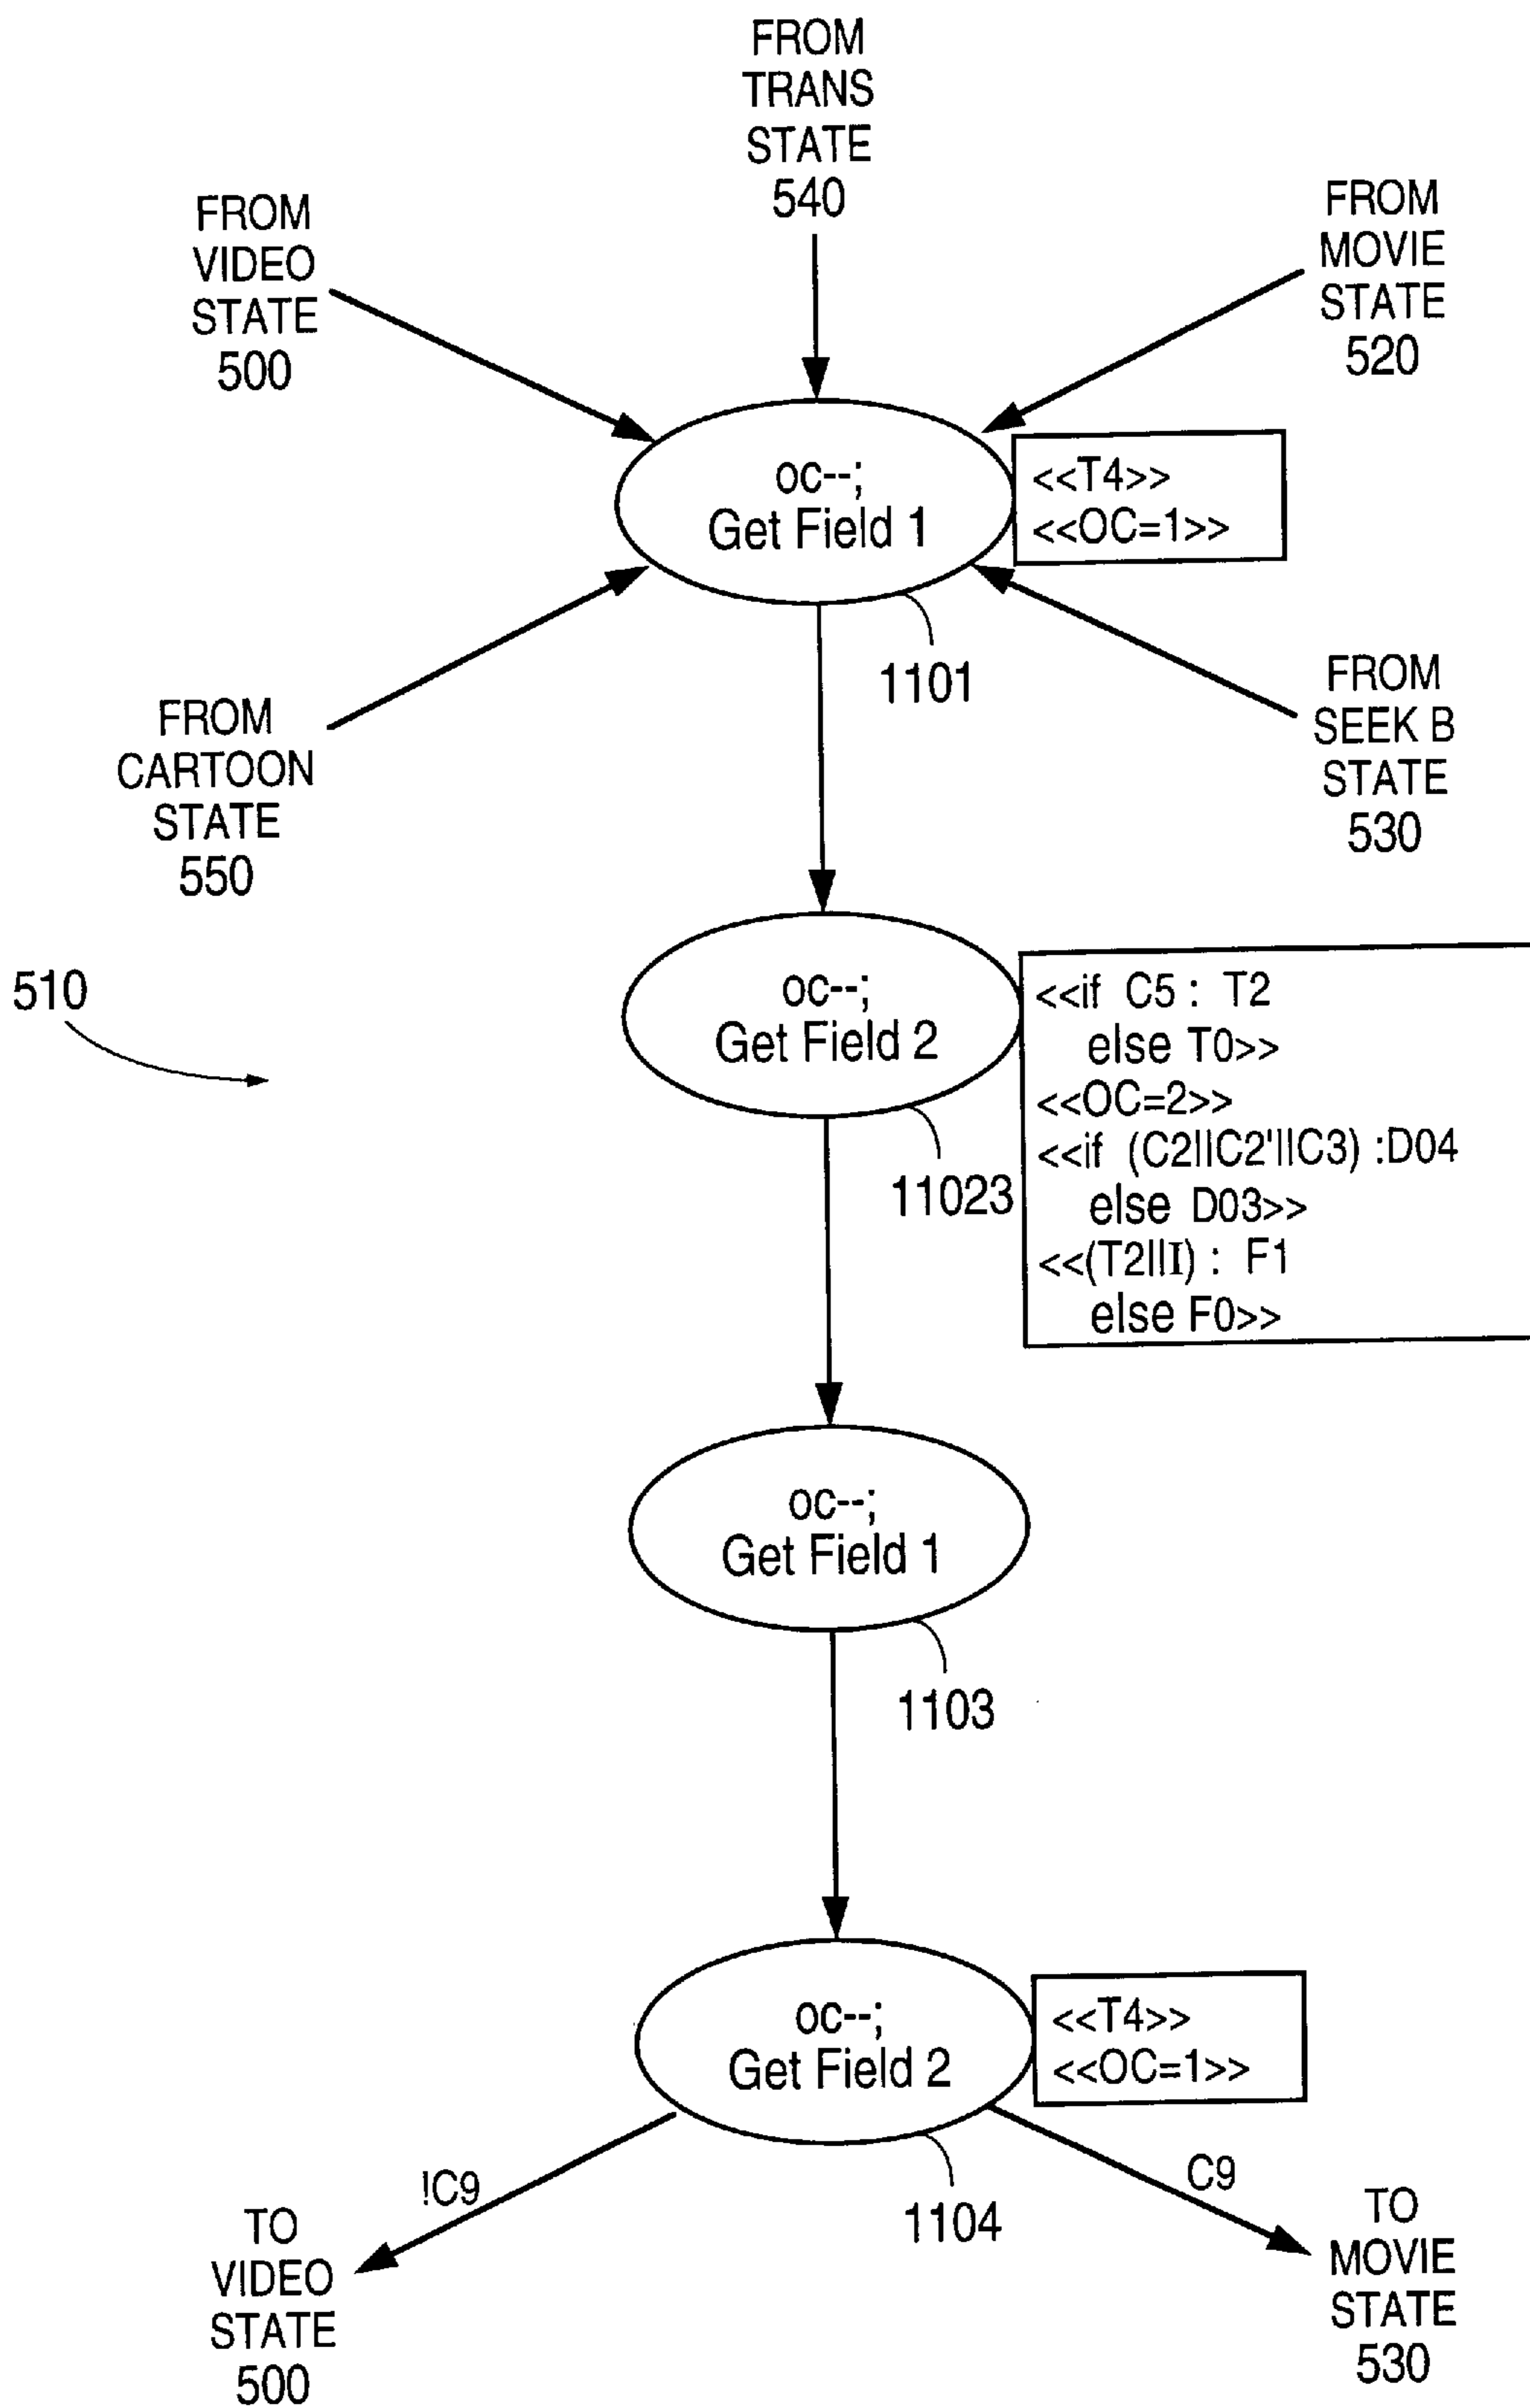 FROM
TRANS
STATE
540
FROM
VIDEO
STATE
500
FROM
MOVIE
STATE
520
oc--;
Get Field 1
<<T4>>
<<OC=1>>
1101
FROM
CARTOON
STATE
550
FROM
SEEK B
STATE
530
510
oc--;
Get Field 2
<<if C5 : T2
else T0>>
<<OC=2>>
<<if (C2||C2'||C3) :D04
else D03>>
<<(T2||I) : F1
else F0>>
11023
oc--;
Get Field 1
1103
oc--;
Get Field 2
<<T4>>
<<OC=1>>
1104
!C9
C9
TO
VIDEO
STATE
500
TO
MOVIE
STATE
530